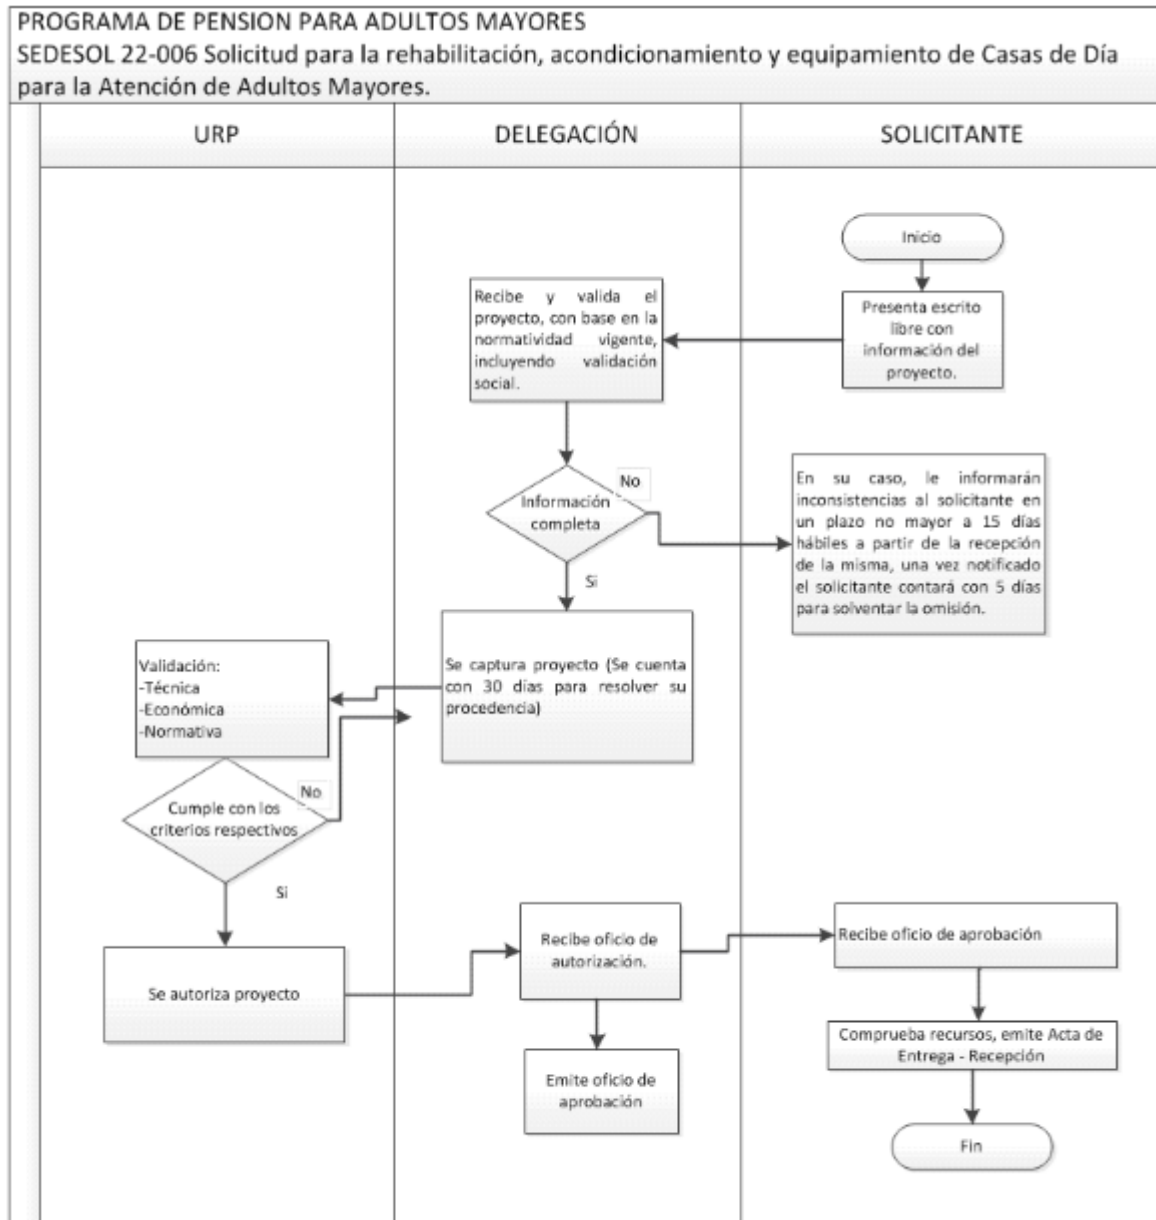 PROGRAMA DE PENSION PARA ADULTOS MAYORES
SEDESOL 22-006 Solicitud para la rehabilitación, acondicionamiento y equipamiento de Casas de Día
para la Atención de Adultos Mayores.
URP
DELEGACIÓN
SOLICITANTE
Inicio
Presenta escrito
libre con
información del
proyecto.
Recibe y valida el
proyecto, con base en la
normatividad vigente,
incluyendo validación
social.
Información
completa
No
Si
En su caso, le informarán
inconsistencias al solicitante en
un plazo no mayor a 15 días
hábiles a partir de la recepción
de la misma, una vez notificado
el solicitante contará con 5 días
para solventar la omisión.
Se captura proyecto (Se cuenta
con 30 días para resolver su
procedencia)
Validación:
-Técnica
-Económica
-Normativa
Cumple con los
criterios respectivos
No
Si
Se autoriza proyecto
Recibe oficio de
autorización.
Emite oficio de
aprobación
Recibe oficio de aprobación
Comprueba recursos, emite Acta de
Entrega - Recepción
Fin